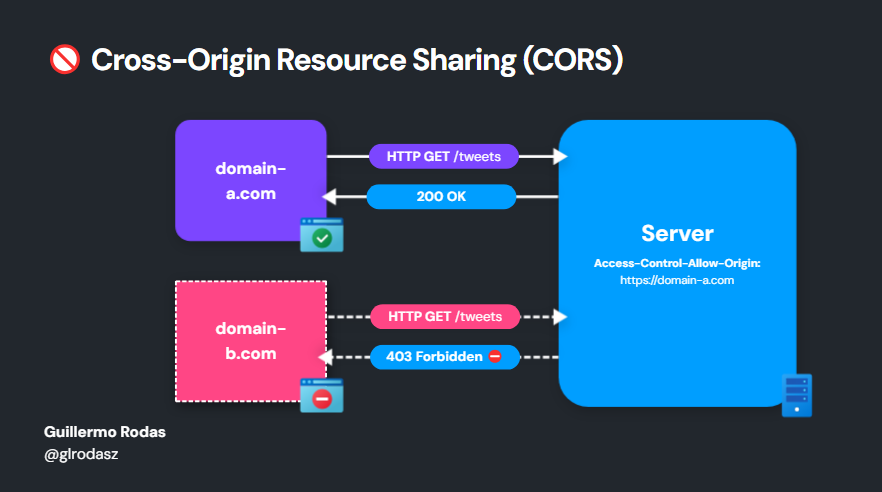 Cross-Origin Resource Sharing (CORS)
domain-
a.com
HTTP GET /tweets
200 OK
Server
Access-Control-Allow-Origin:
https://domain-a.com
domain-
b.com
HTTP GET /tweets
403 Forbidden
Guillermo Rodas
@glrodasz